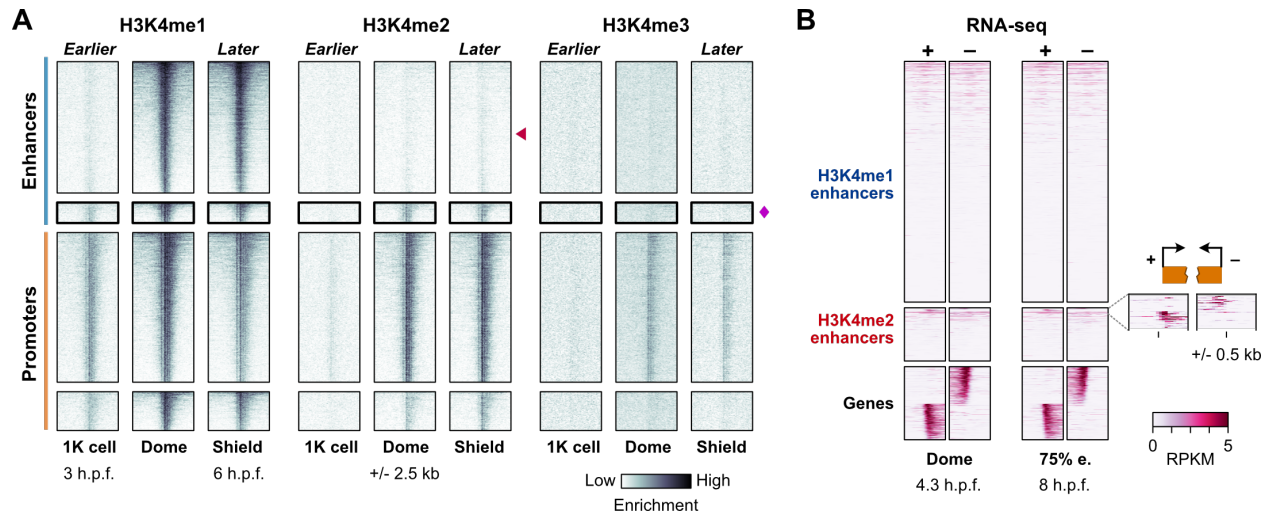 A
H3K4me1
H3K4me2
H3K4me3
Earlier
Later
Earlier
Later
Earlier
Later
Enhancers
Promoters
1K cell
Dome
Shield
1K cell
Dome
Shield
1K cell
Dome
Shield
3 h.p.f.
6 h.p.f.
+/- 2.5 kb
Low
High
Enrichment
B
RNA-seq
+
–
+
–
H3K4me1
enhancers
H3K4me2
enhancers
Genes
+
–
+/- 0.5 kb
Dome
75% e.
4.3 h.p.f.
8 h.p.f.
0
5
RPKM